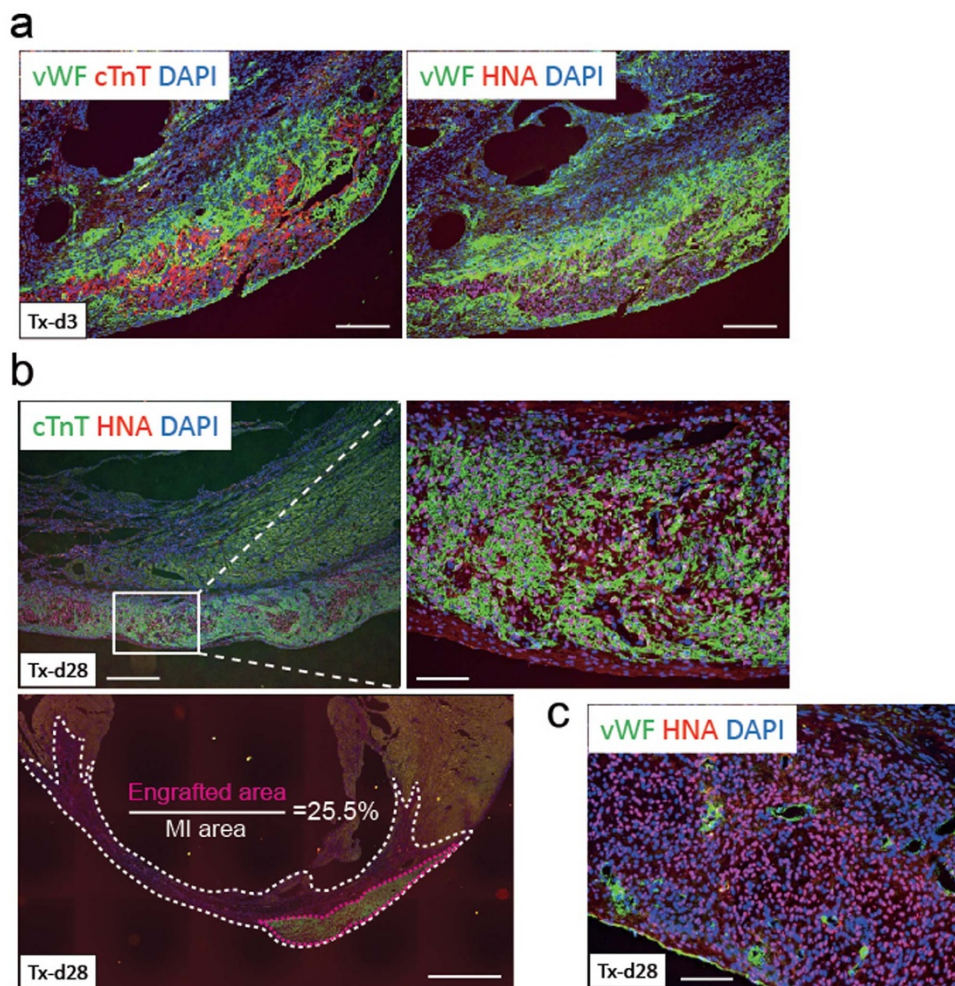 a
vWF cTnT DAPI
vWF HNA DAPI
Tx-d3
b
cTnT HNA DAPI
Tx-d28
Engrafted area
MI area
=25.5%
Tx-d28
c
vWF HNA DAPI
Tx-d28